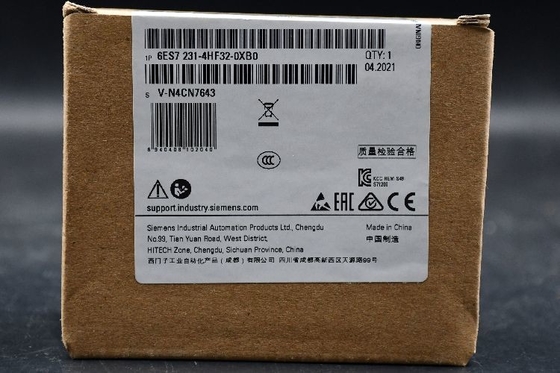 1P 6ES7 231-4HF32-0XB0
QTY: 1
04.2021
S V-N4CN7643
质量检验合格
CCC
EAC
CE
support.industry.siemens.com
Siemens Industrial Automation Products Ltd., Chengdu
No.99, Tian Yuan Road, West District,
HITECH Zone, Chengdu, Sichuan Province, China
西门子工业自动化产品（成都）有限公司 四川省成都高新西区天源路99号
Made in China
中国制造